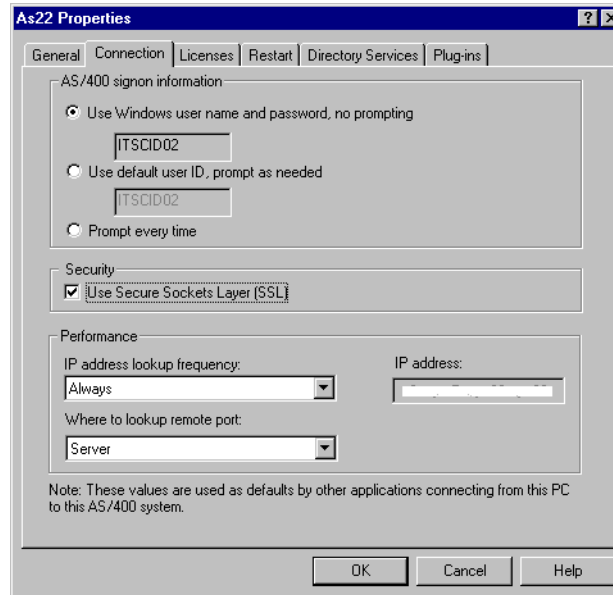 As22 Properties
General Connection Licenses Restart Directory Services Plug-ins
AS/400 signon information
Use Windows user name and password, no prompting
ITSCID02
Use default user ID, prompt as needed
ITSCID02
Prompt every time
Security
Use Secure Sockets Layer (SSL)
Performance
IP address lookup frequency: IP address:
Always
Where to lookup remote port:
Server
Note: These values are used as defaults by other applications connecting from this PC
to this AS/400 system.
OK Cancel Help